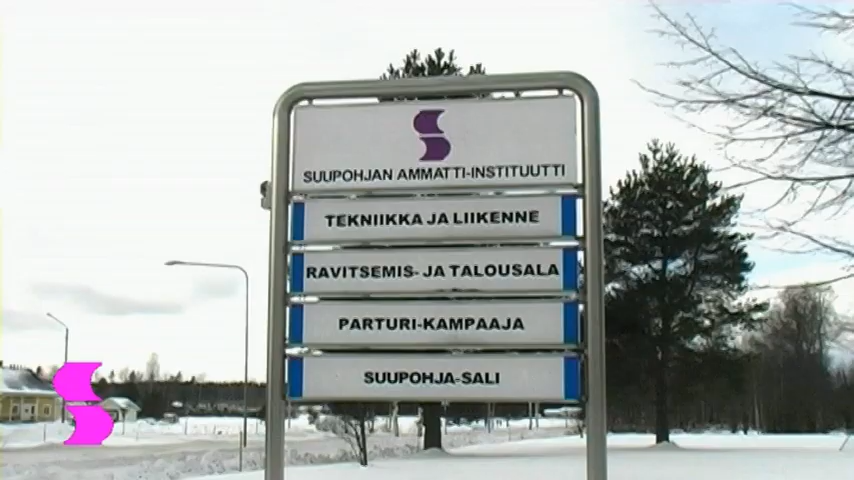 SUUPOHJAN AMMATTI-INSTITUUTTI
TEKNIIKKA JA LIIKENNE
RAVITSEMIS- JA TALOUSALA
PARTURI-KAMPAAJA
SUUPOHJA-SALI